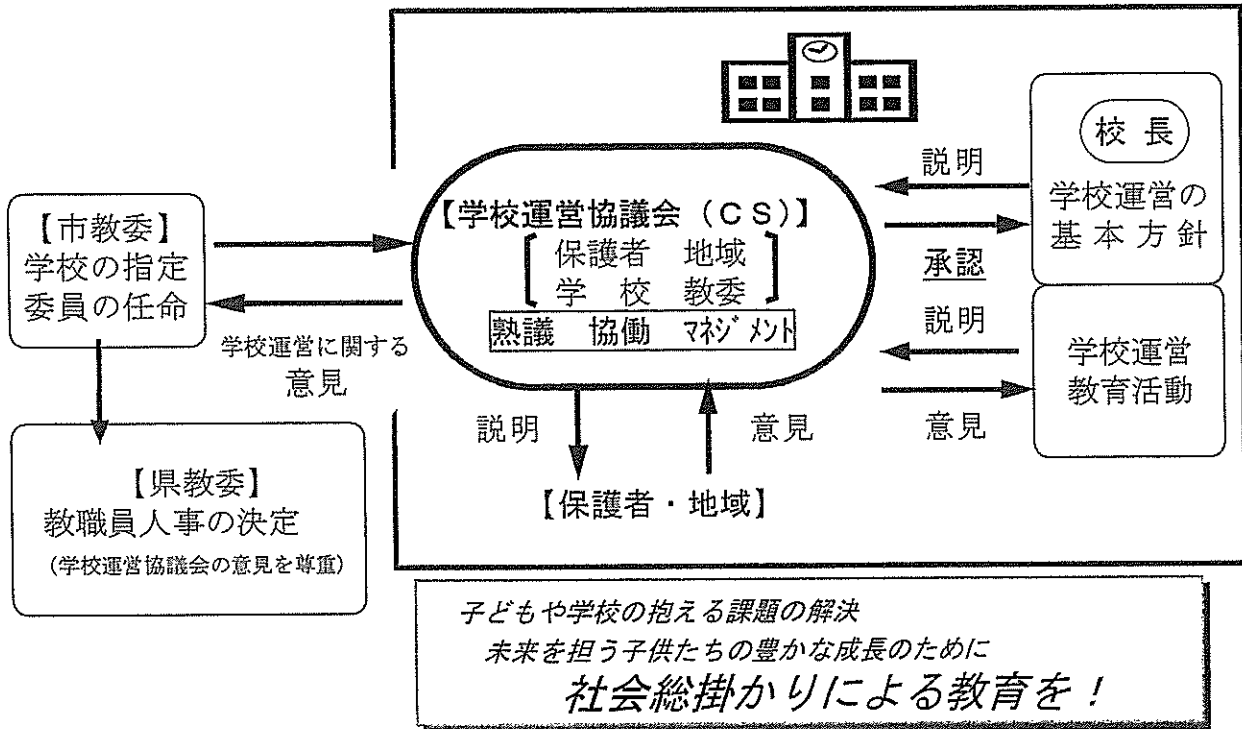 【市教委】
学校の指定
委員の任命
学校運営に関する
意見
【県教委】
教職員人事の決定
(学校運営協議会の意見を尊重)
【学校運営協議会(CS)】
保護者 地域
学 校 教委
熟議 協働 マネジメント
説明
意見
【保護者・地域】
説明
承認
説明
意見
校長
学校運営の
基本方針
学校運営
教育活動
子どもや学校の抱える課題の解決
未来を担う子供たちの豊かな成長のために
社会総掛かりによる教育を!